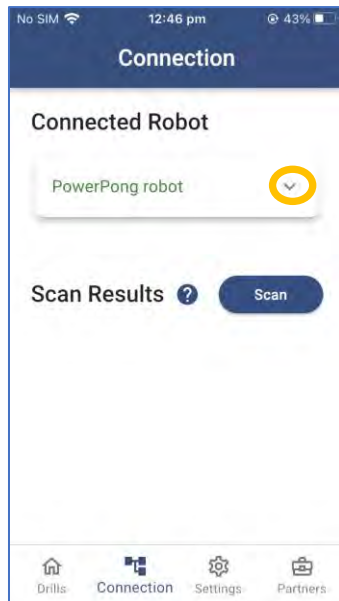 No SIM 12:46 pm 43%
Connection
Connected Robot
PowerPong robot
Scan Results ? Scan
Drills Connection Settings Partners